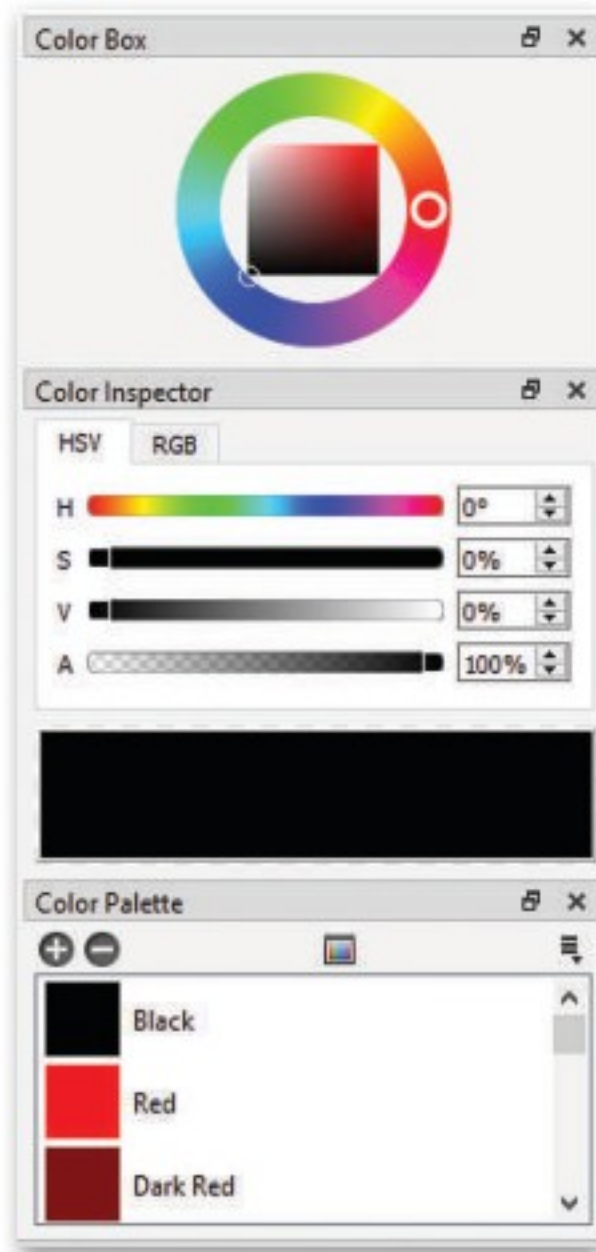 Color Box
Color Inspector
HSV RGB
H 0°
S 0%
V 0%
A 100%
Color Palette
Black
Red
Dark Red